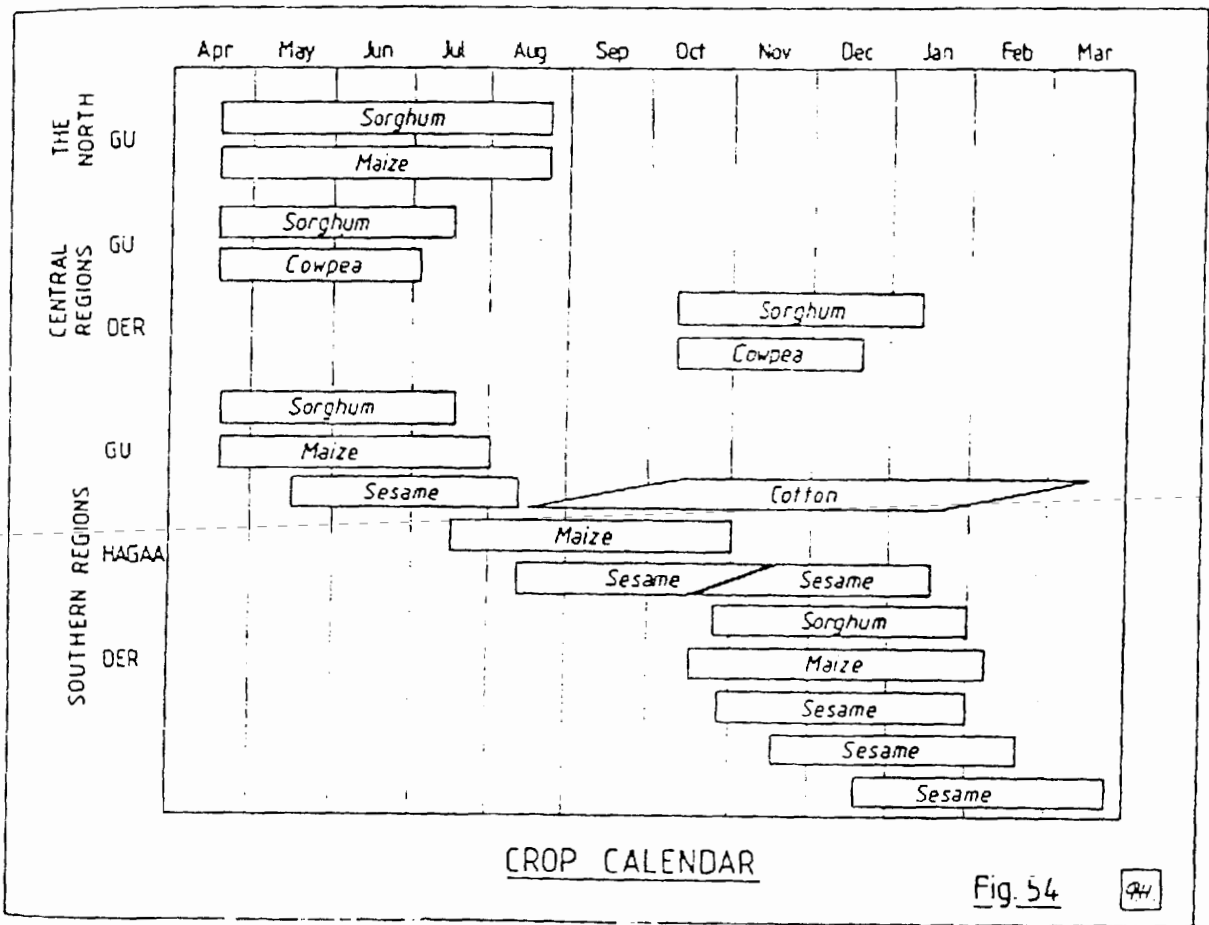 Apr May Jun Jul Aug Sep Oct Nov Dec Jan Feb Mar
THE NORTH
GU
Sorghum
Maize
CENTRAL REGIONS
GU
Sorghum
Cowpea
DER
Sorghum
Cowpea
SOUTHERN REGIONS
GU
Sorghum
Maize
Sesame
Cotton
HAGAA
Maize
Sesame
Sesame
DER
Sorghum
Maize
Sesame
Sesame
Sesame
CROP CALENDAR
Fig. 54